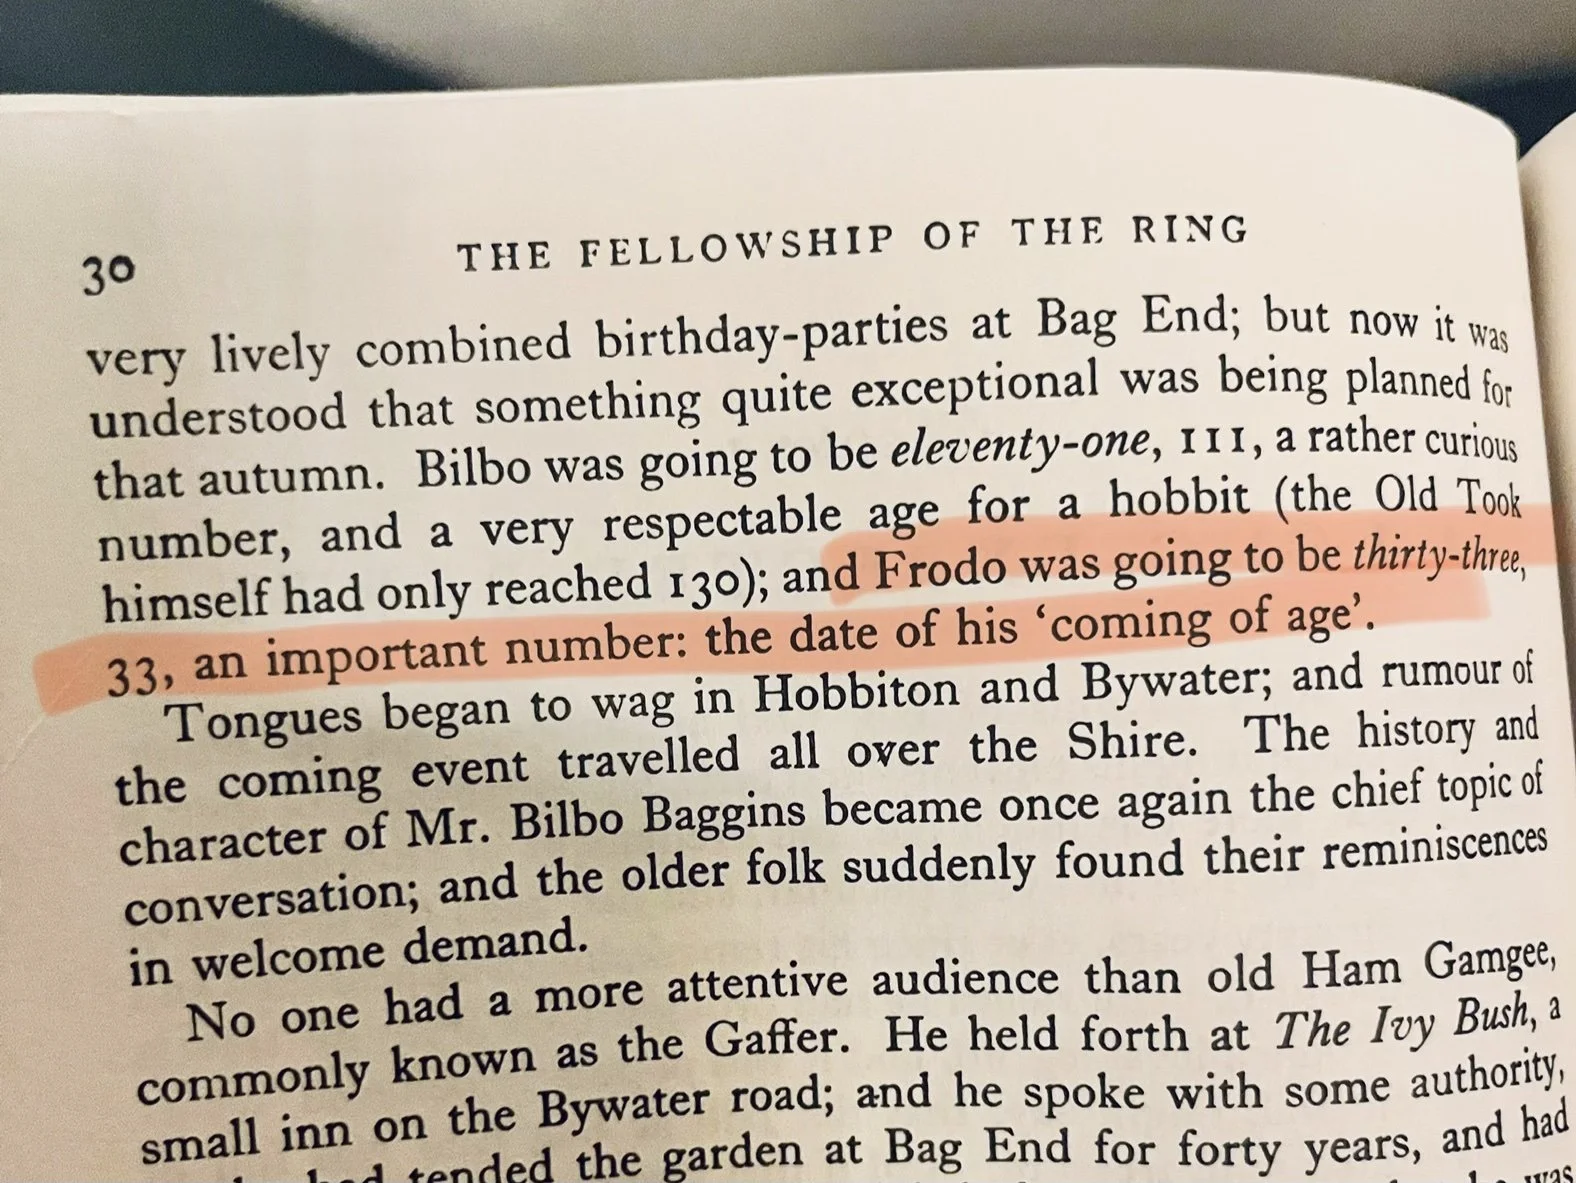 30
THE FELLOWSHIP OF THE RING
very lively combined birthday-parties at Bag End; but now it was
understood that something quite exceptional was being planned for
that autumn. Bilbo was going to be eleventy-one, 111, a rather curious
number, and a very respectable age for a hobbit (the Old Took
himself had only reached 130); and Frodo was going to be thirty-three,
33, an important number: the date of his ‘coming of age’.
Tongues began to wag in Hobbiton and Bywater; and rumour of
the coming event travelled all over the Shire. The history and
character of Mr. Bilbo Baggins became once again the chief topic of
conversation; and the older folk suddenly found their reminiscences
in welcome demand.
No one had a more attentive audience than old Ham Gamgee,
commonly known as the Gaffer. He held forth at The Ivy Bush, a
small inn on the Bywater road; and he spoke with some authority,
tended the garden at Bag End for forty years, and had
was